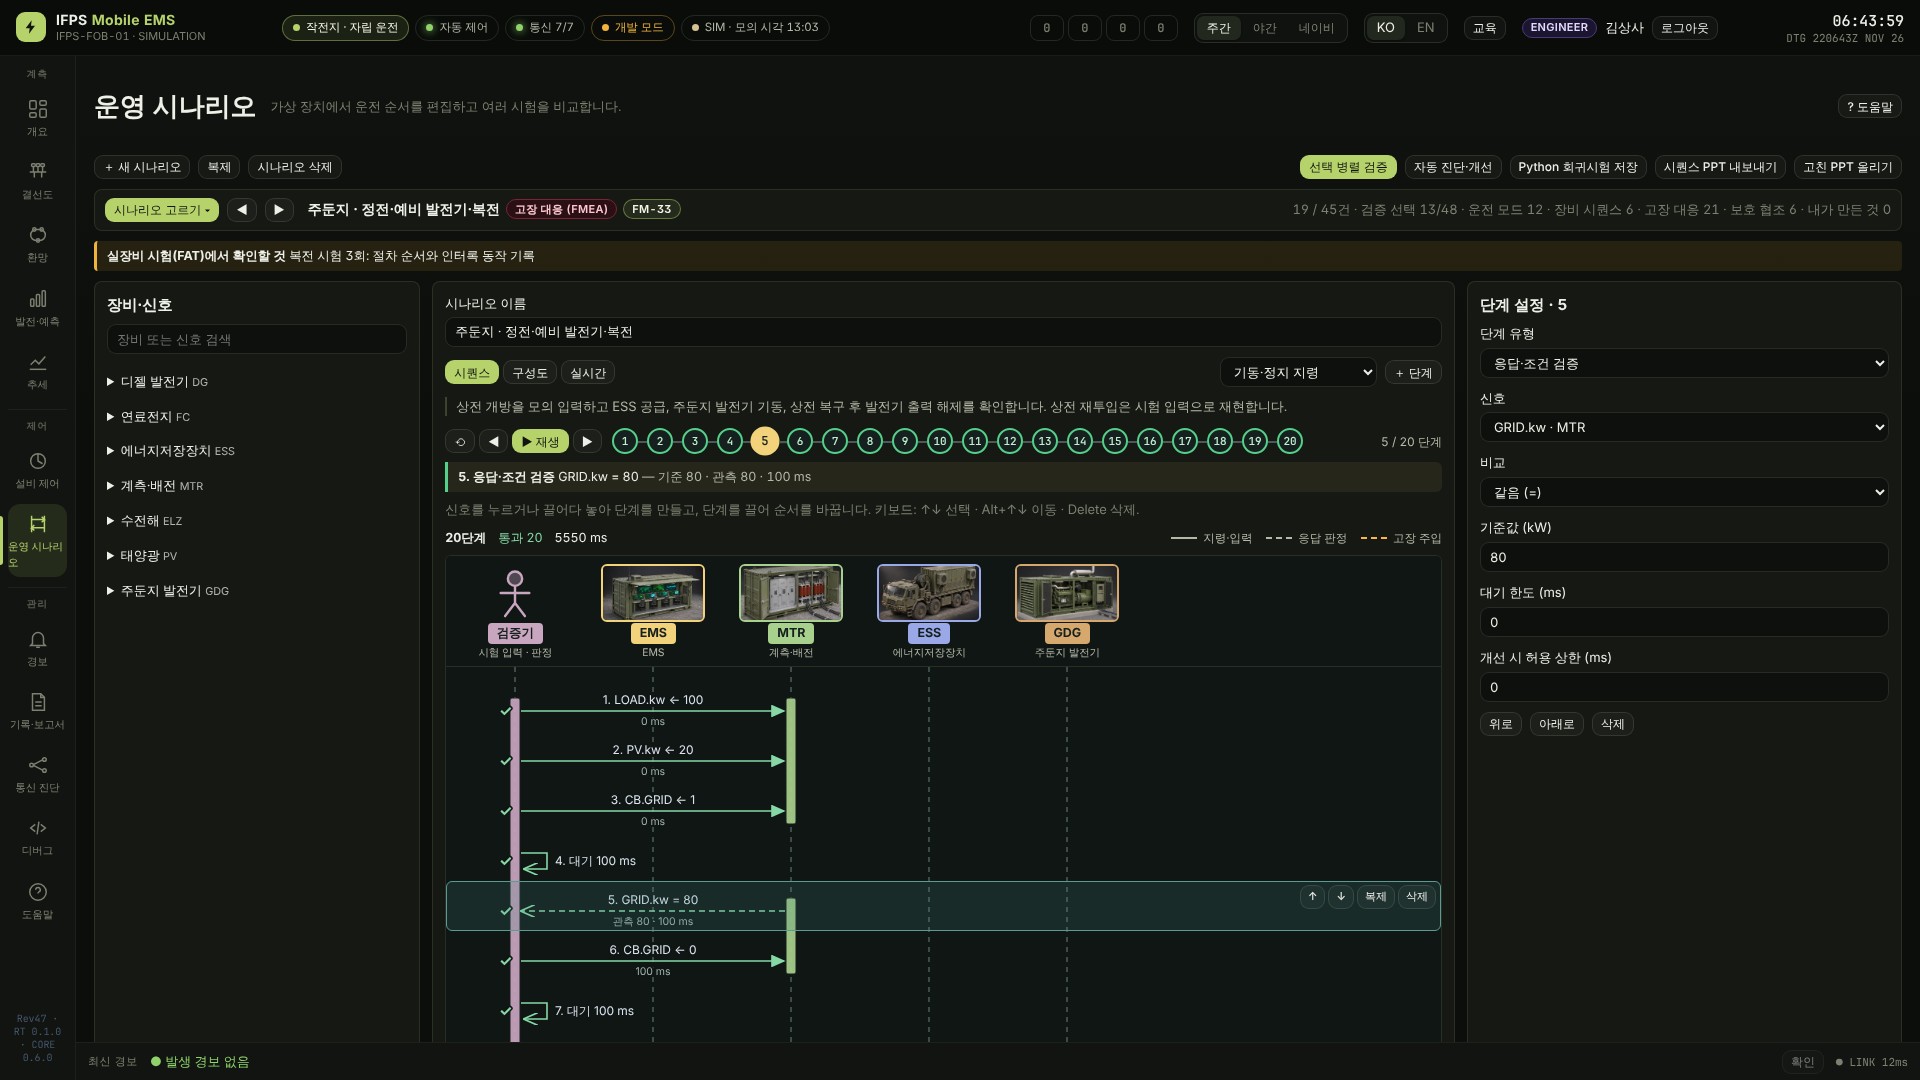 IFPS Mobile EMS
IFPS-FOB-01 · SIMULATION
작전지 · 자립 운전
자동 제어
통신 7/7
개발 모드
SIM · 모의 시각 13:03
0 0 0 0
주간 야간 네이비
KO EN
교육
ENGINEER 김상사 로그아웃
06:43:59
DTG 220643Z NOV 26
계측
개요
결선도
환망
발전·예측
추세
제어
설비 제어
운영 시나리
오
관리
경보
기록·보고서
통신 진단
디버그
도움말
Rev47 ·
RT 0.1.0
· CORE
0.6.0
운영 시나리오 가상 장치에서 운전 순서를 편집하고 여러 시험을 비교합니다.
? 도움말
+ 새 시나리오 복제 시나리오 삭제
선택 병렬 검증 자동 진단·개선 Python 회귀시험 저장 시퀀스 PPT 내보내기 고친 PPT 올리기
시나리오 고르기 ▾ ◀ ▶ 주둔지 · 정전·예비 발전기·복전 고장 대응 (FMEA) FM-33
19 / 45건 · 검증 선택 13/48 · 운전 모드 12 · 장비 시퀀스 6 · 고장 대응 21 · 보호 협조 6 · 내가 만든 것 0
실장비 시험(FAT)에서 확인할 것 복전 시험 3회: 절차 순서와 인터록 동작 기록
장비·신호
장비 또는 신호 검색
▶ 디젤 발전기 DG
▶ 연료전지 FC
▶ 에너지저장장치 ESS
▶ 계측·배전 MTR
▶ 수전해 ELZ
▶ 태양광 PV
▶ 주둔지 발전기 GDG
시나리오 이름
주둔지 · 정전·예비 발전기·복전
시퀀스 구성도 실시간
기동·정지 지령 + 단계
상전 개방을 모의 입력하고 ESS 공급, 주둔지 발전기 기동, 상전 복구 후 발전기 출력 해제를 확인합니다. 상전 재투입은 시험 입력으로 재현합니다.
⟲ ◀ ▶ 재생 ▶ 1 2 3 4 5 6 7 8 9 10 11 12 13 14 15 16 17 18 19 20 5 / 20 단계
5. 응답·조건 검증 GRID.kw = 80 — 기준 80 · 관측 80 · 100 ms
신호를 누르거나 끌어다 놓아 단계를 만들고, 단계를 끌어 순서를 바꿉니다. 키보드: ↑↓ 선택 · Alt+↑↓ 이동 · Delete 삭제.
20단계 통과 20 5550 ms
지령·입력 응답 판정 고장 주입
검증기 EMS MTR ESS GDG
시험 입력 · 판정 EMS 계측·배전 에너지저장장치 주둔지 발전기
1. LOAD.kw ← 100
0 ms
2. PV.kw ← 20
0 ms
3. CB.GRID ← 1
0 ms
4. 대기 100 ms
5. GRID.kw = 80
관측 80 · 100 ms
↑ ↓ 복제 삭제
6. CB.GRID ← 0
100 ms
7. 대기 100 ms
단계 설정 · 5
단계 유형
응답·조건 검증
신호
GRID.kw · MTR
비교
같음 (=)
기준값 (kW)
80
대기 한도 (ms)
0
개선 시 허용 상한 (ms)
0
위로 아래로 삭제
최신 경보 발생 경보 없음
확인 LINK 12ms